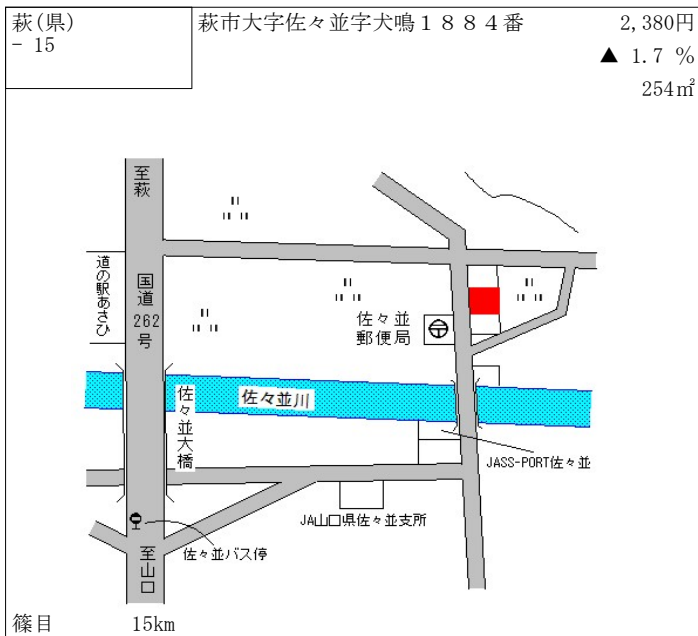 萩(県)
- 15
萩市大字佐々並字犬鳴１８８４番
2,380円
▲ 1.7 %
254㎡
至萩
道の駅あさひ
国道
262
号
佐々並
郵便局
佐々並川
佐々並大橋
JASS-PORT佐々並
JA山口県佐々並支所
佐々並バス停
至山口
篠目 15km